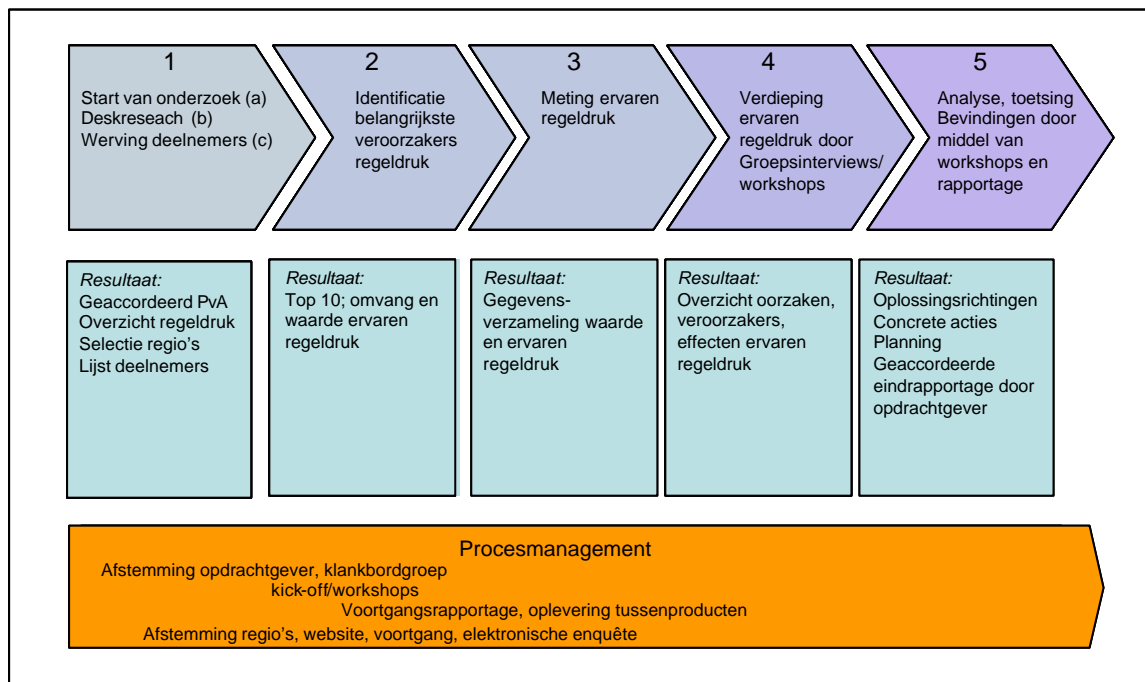 1
Start van onderzoek (a)
Deskreseach (b)
Werving deelnemers (c)
2
Identificatie
belangrijkste
veroorzakers
regeldruk
3
Meting ervaren
regeldruk
4
Verdieping
ervaren
regeldruk door
Groepsinterviews/
workshops
5
Analyse, toetsing
Bevindingen door
middel van
workshops en
rapportage
Resultaat:
Geaccordeerd PvA
Overzicht regeldruk
Selectie regio's
Lijst deelnemers
Resultaat:
Top 10; omvang en
waarde ervaren
regeldruk
Resultaat:
Gegevens-
verzameling waarde
en ervaren
regeldruk
Resultaat:
Overzicht oorzaken,
veroorzakers,
effecten ervaren
regeldruk
Resultaat:
Oplossingsrichtingen
Concrete acties
Planning
Geaccordeerde
eindrapportage door
opdrachtgever
Procesmanagement
Afstemming opdrachtgever, klankbordgroep
kick-off/workshops
Voortgangsrapportage, oplevering tussenproducten
Afstemming regio's, website, voortgang, elektronische enquête